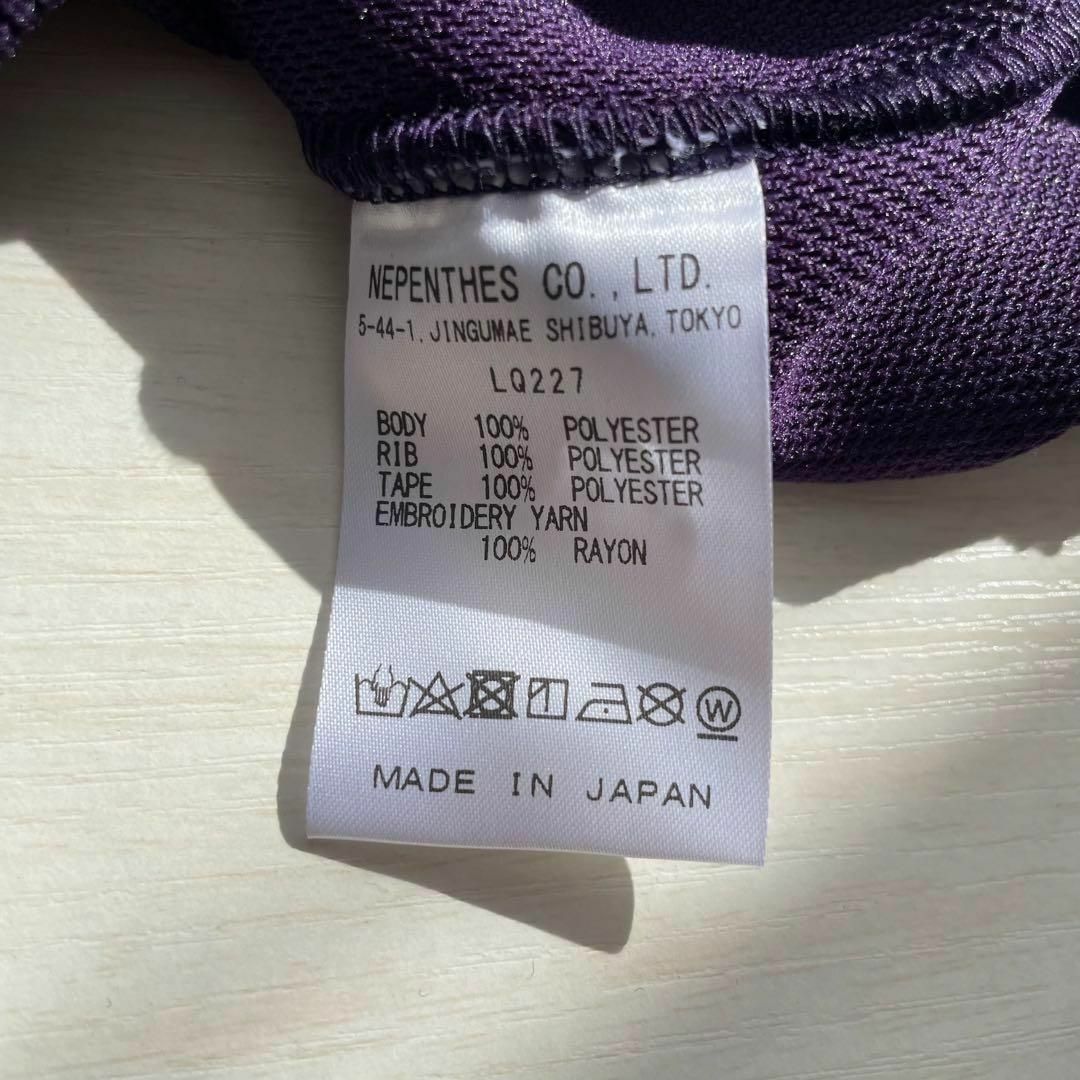 NEPENTHES CO., LTD.
5-44-1, JINGUMAE SHIBUYA, TOKYO
LQ227
BODY 100% POLYESTER
RIB 100% POLYESTER
TAPE 100% POLYESTER
EMBROIDERY YARN
100% RAYON
W
MADE IN JAPAN